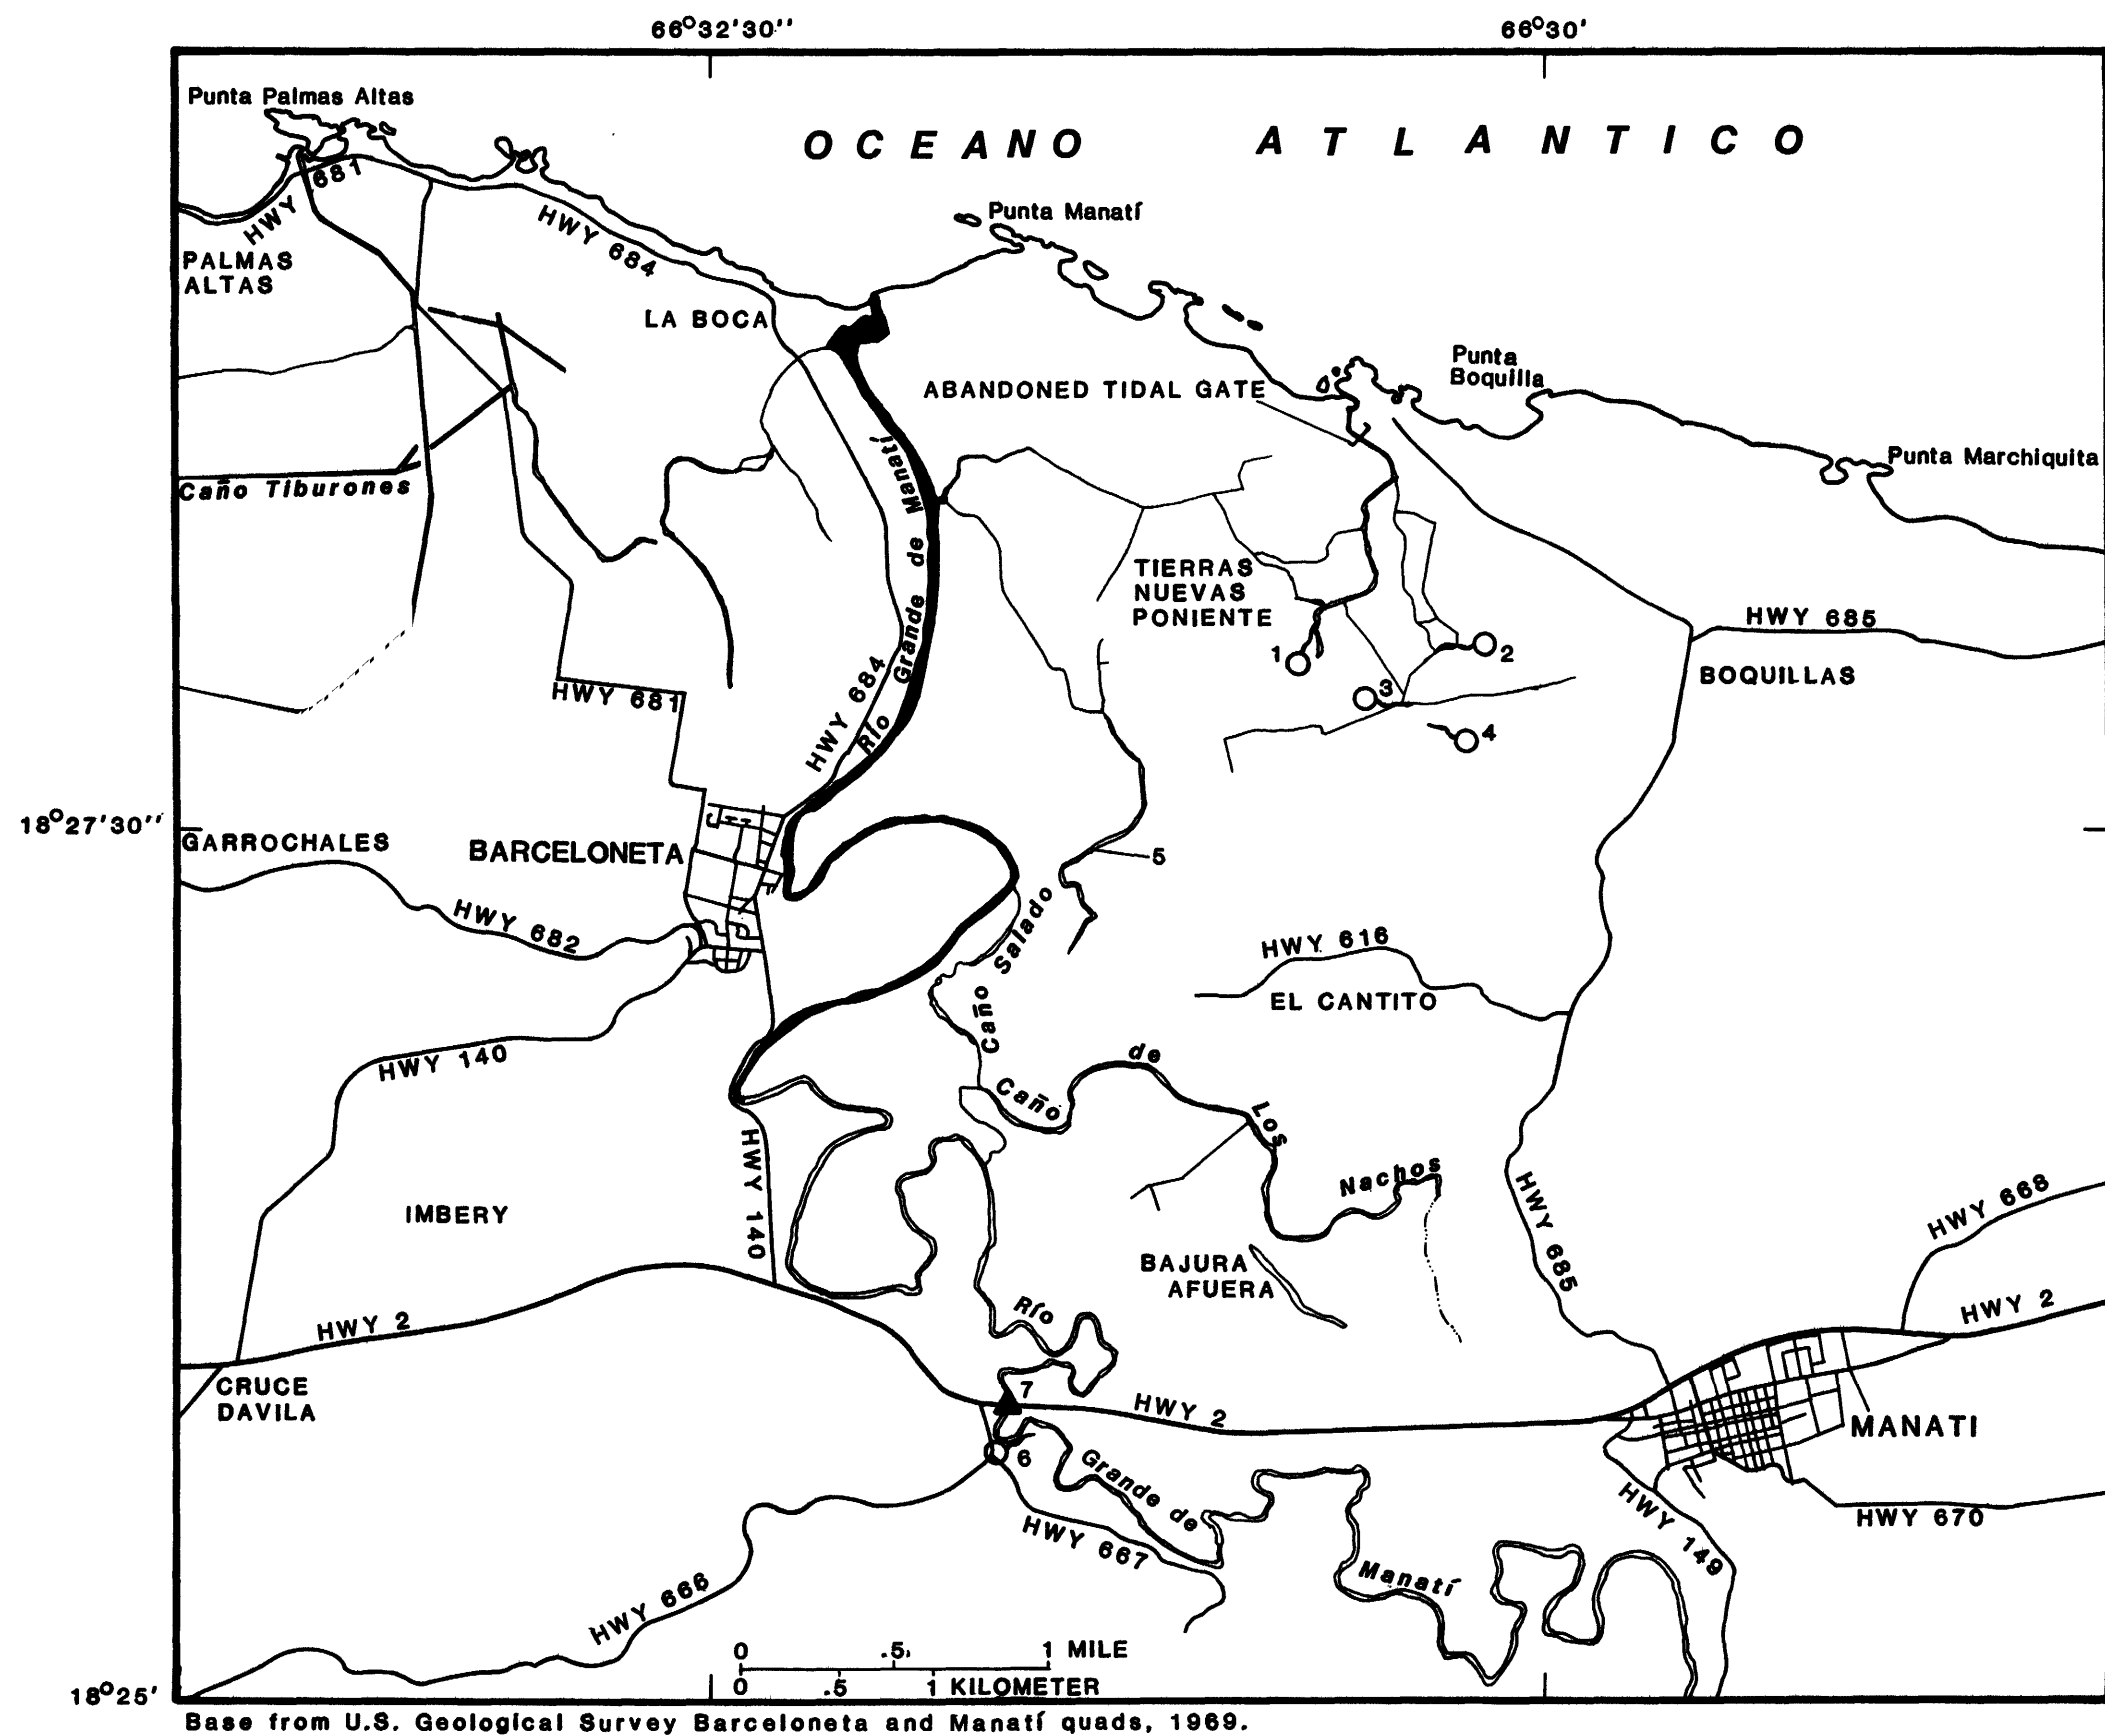 66°32'30''
66°30'
Punta Palmas Altas
OCEANO ATLANTICO
HWY 681
Punta Manatí
HWY 684
PALMAS
ALTAS
LA BOCA
Punta
Boquilla
ABANDONED TIDAL GATE
Punta Marchiquita
Caño Tiburones
TIERRAS
NUEVAS
PONIENTE
HWY 685
1
2
BOQUILLAS
3
4
HWY 681
HWY 684
Río Grande de Manatí
18°27'30''
GARROCHALES
BARCELONETA
5
HWY 682
Caño Salado
HWY 616
EL CANTITO
HWY 140
Caño de Los Nachos
HWY 140
IMBERY
HWY 685
HWY 668
BAJURA
AFUERA
HWY 2
HWY 2
CRUCE
DAVILA
7
HWY 2
MANATI
6
Río Grande de Manatí
HWY 667
HWY 149
HWY 670
HWY 666
0 .5 1 MILE
0 .5 1 KILOMETER
18°25'
Base from U.S. Geological Survey Barceloneta and Manatí quads, 1969.